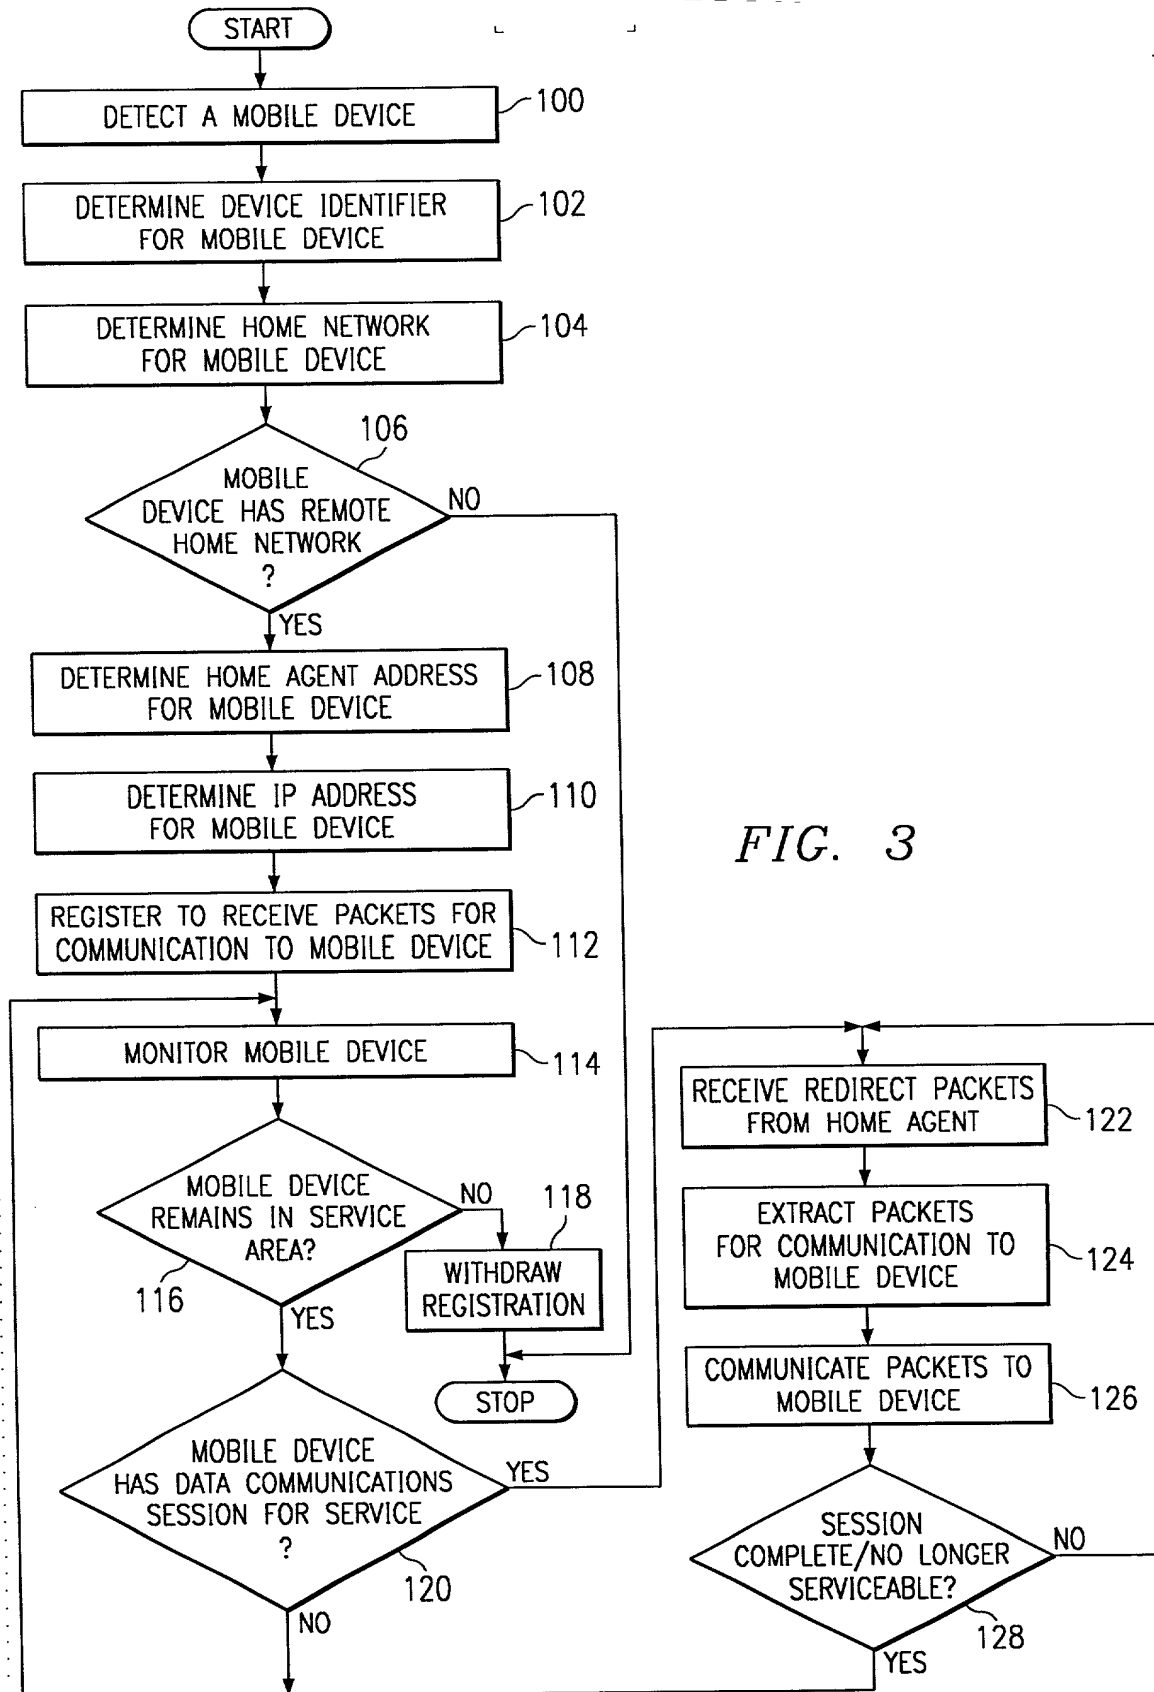 START
DETECT A MOBILE DEVICE
100
DETERMINE DEVICE IDENTIFIER
FOR MOBILE DEVICE
102
DETERMINE HOME NETWORK
FOR MOBILE DEVICE
104
106
MOBILE
DEVICE HAS REMOTE
HOME NETWORK
?
NO
YES
DETERMINE HOME AGENT ADDRESS
FOR MOBILE DEVICE
108
DETERMINE IP ADDRESS
FOR MOBILE DEVICE
110
REGISTER TO RECEIVE PACKETS FOR
COMMUNICATION TO MOBILE DEVICE
112
MONITOR MOBILE DEVICE
114
MOBILE DEVICE
REMAINS IN SERVICE
AREA?
116
NO
YES
118
WITHDRAW
REGISTRATION
STOP
MOBILE DEVICE
HAS DATA COMMUNICATIONS
SESSION FOR SERVICE
?
120
YES
NO
FIG. 3
RECEIVE REDIRECT PACKETS
FROM HOME AGENT
122
EXTRACT PACKETS
FOR COMMUNICATION TO
MOBILE DEVICE
124
COMMUNICATE PACKETS TO
MOBILE DEVICE
126
SESSION
COMPLETE/NO LONGER
SERVICEABLE?
128
NO
YES